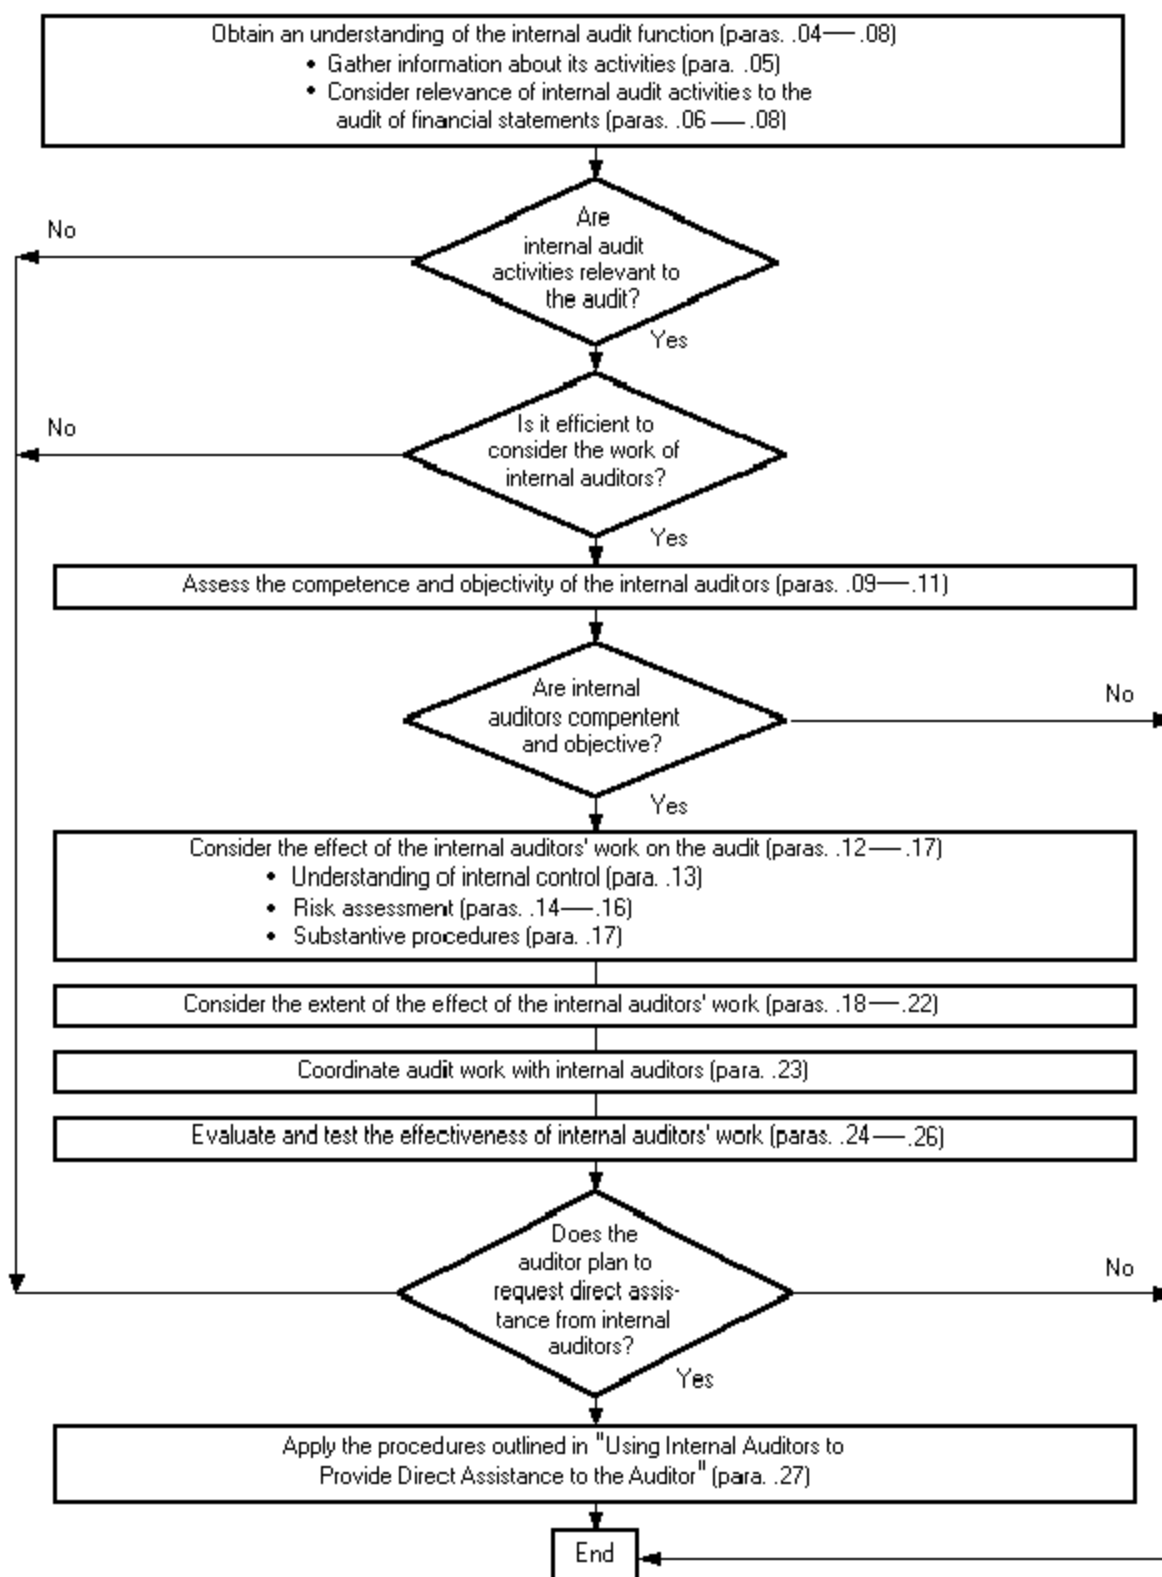 Obtain an understanding of the internal audit function (paras. .04—.08)
• Gather information about its activities (para. .05)
• Consider relevance of internal audit activities to the
audit of financial statements (paras. .06—.08)
Are
internal audit
activities relevant to
the audit?
No
Yes
Is it efficient to
consider the work of
internal auditors?
No
Yes
Assess the competence and objectivity of the internal auditors (paras. .09—.11)
Are internal
auditors compentent
and objective?
No
Yes
Consider the effect of the internal auditors' work on the audit (paras. .12—.17)
• Understanding of internal control (para. .13)
• Risk assessment (paras. .14—.16)
• Substantive procedures (para. .17)
Consider the extent of the effect of the internal auditors' work (paras. .18—.22)
Coordinate audit work with internal auditors (para. .23)
Evaluate and test the effectiveness of internal auditors' work (paras. .24—.26)
Does the
auditor plan to
request direct assis-
tance from internal
auditors?
No
Yes
Apply the procedures outlined in "Using Internal Auditors to
Provide Direct Assistance to the Auditor" (para. .27)
End